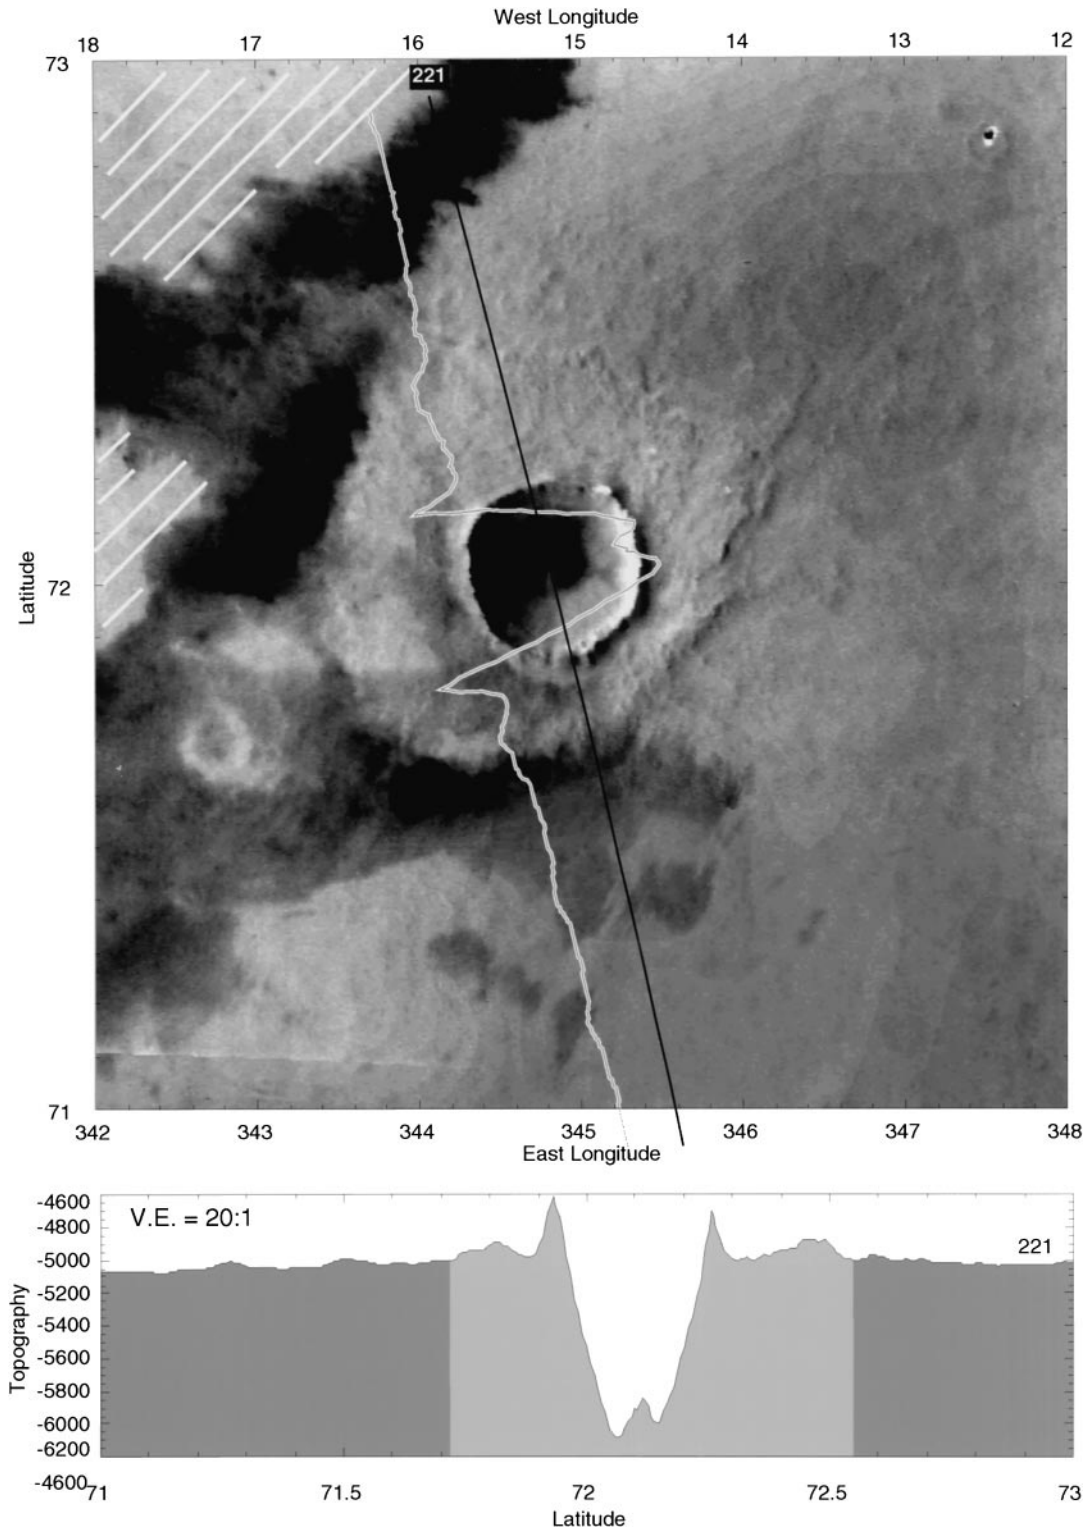 West Longitude
18 17 16 15 14 13 12
73
221
Latitude
72
71
342 343 344 345 346 347 348
East Longitude
-4600
V.E. = 20:1
-4800
221
-5000
-5200
Topography
-5400
-5600
-5800
-6000
-6200
-4600
71 71.5 72 72.5 73
Latitude